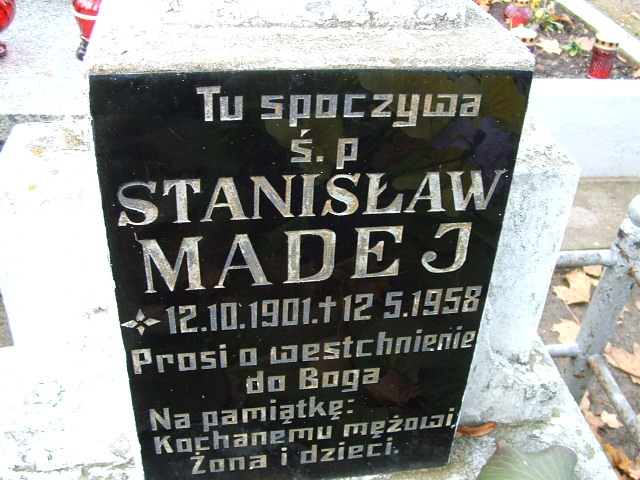 Tu spoczywa
ś.p
STANISŁAW
MADEJ
12.10.1901.† 12 5.1958
Prosi o westchnienie
do Boga
Na pamiątkę:
Kochanemu mężowi,
Żona i dzieci.